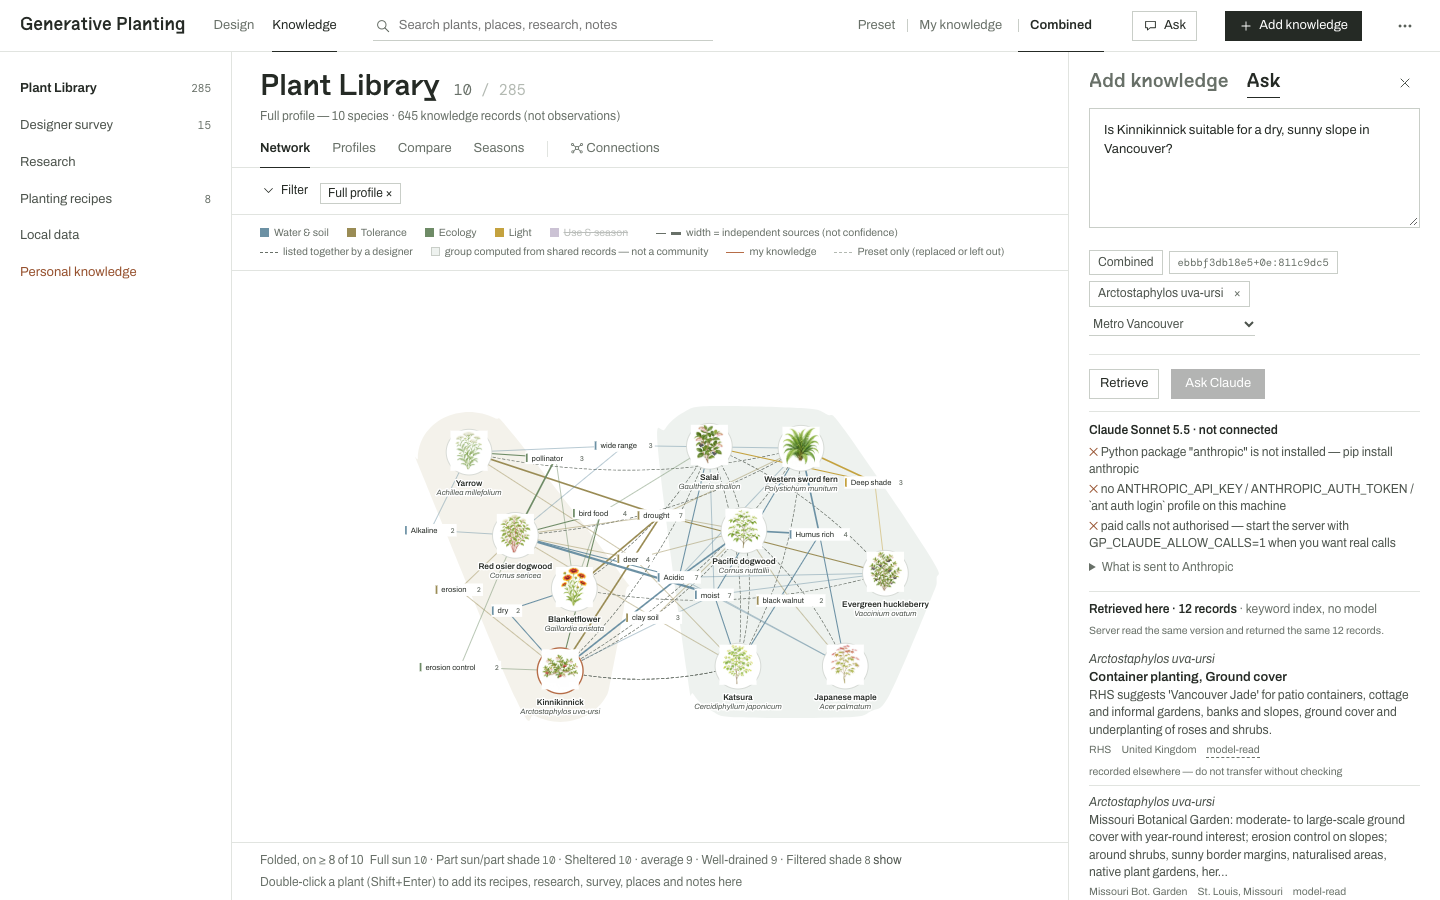 Generative Planting
Design
Knowledge
Search plants, places, research, notes
Preset
My knowledge
Combined
Ask
Add knowledge
Plant Library 285
Designer survey 15
Research
Planting recipes 8
Local data
Personal knowledge
Plant Library 10 / 285
Full profile — 10 species · 645 knowledge records (not observations)
Network
Profiles
Compare
Seasons
Connections
Filter
Full profile ×
Water & soil
Tolerance
Ecology
Light
Use & season
width = independent sources (not confidence)
listed together by a designer
group computed from shared records — not a community
my knowledge
Preset only (replaced or left out)
wide range 3
pollinator 3
Yarrow
Achillea millefolium
Salal
Gaultheria shallon
Western sword fern
Polystichum munitum
Deep shade 3
bird food 4
drought 7
Alkaline 2
Humus rich 4
Red osier dogwood
Cornus sericea
deer 4
Pacific dogwood
Cornus nuttallii
Acidic 7
erosion 2
moist 7
black walnut 2
Evergreen huckleberry
Vaccinium ovatum
dry 2
Blanketflower
Gaillardia aristata
clay soil 3
erosion control 2
Kinnikinnick
Arctostaphylos uva-ursi
Katsura
Cercidiphyllum japonicum
Japanese maple
Acer palmatum
Folded, on ≥ 8 of 10 Full sun 10 · Part sun/part shade 10 · Sheltered 10 · average 9 · Well-drained 9 · Filtered shade 8 show
Double-click a plant (Shift+Enter) to add its recipes, research, survey, places and notes here
Add knowledge
Ask
Is Kinnikinnick suitable for a dry, sunny slope in
Vancouver?
Combined
ebbbf3db18e5+0e:811c9dc5
Arctostaphylos uva-ursi ×
Metro Vancouver
Retrieve
Ask Claude
Claude Sonnet 5.5 · not connected
Python package "anthropic" is not installed — pip install
anthropic
no ANTHROPIC_API_KEY / ANTHROPIC_AUTH_TOKEN /
`ant auth login` profile on this machine
paid calls not authorised — start the server with
GP_CLAUDE_ALLOW_CALLS=1 when you want real calls
What is sent to Anthropic
Retrieved here · 12 records · keyword index, no model
Server read the same version and returned the same 12 records.
Arctostaphylos uva-ursi
Container planting, Ground cover
RHS suggests 'Vancouver Jade' for patio containers, cottage
and informal gardens, banks and slopes, ground cover and
underplanting of roses and shrubs.
RHS United Kingdom model-read
recorded elsewhere — do not transfer without checking
Arctostaphylos uva-ursi
Missouri Botanical Garden: moderate- to large-scale ground
cover with year-round interest; erosion control on slopes;
around shrubs, sunny border margins, naturalised areas,
native plant gardens, her...
Missouri Bot. Garden St. Louis, Missouri model-read